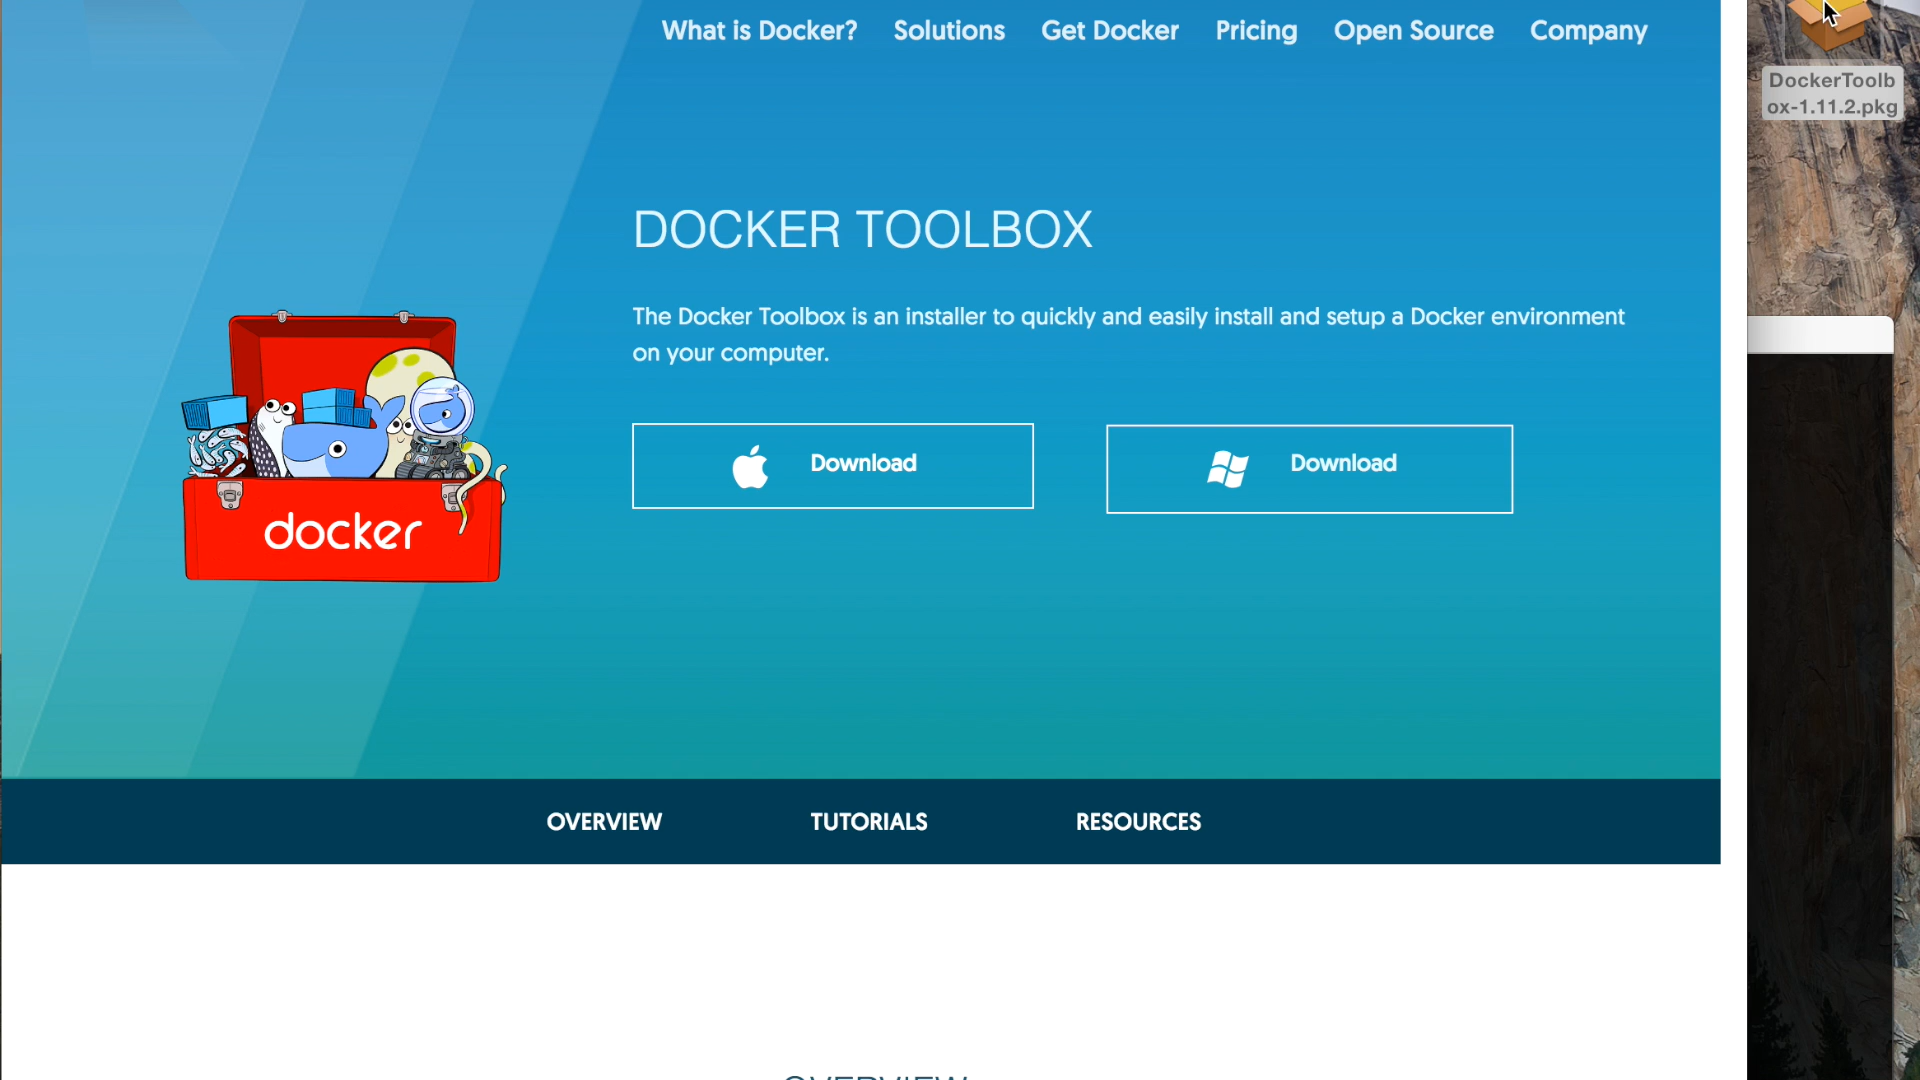 What is Docker? Solutions Get Docker Pricing Open Source Company
DockerToolb
ox-1.11.2.pkg
DOCKER TOOLBOX
The Docker Toolbox is an installer to quickly and easily install and setup a Docker environment
on your computer.
Download Download
docker
OVERVIEW TUTORIALS RESOURCES
OVERVIEW